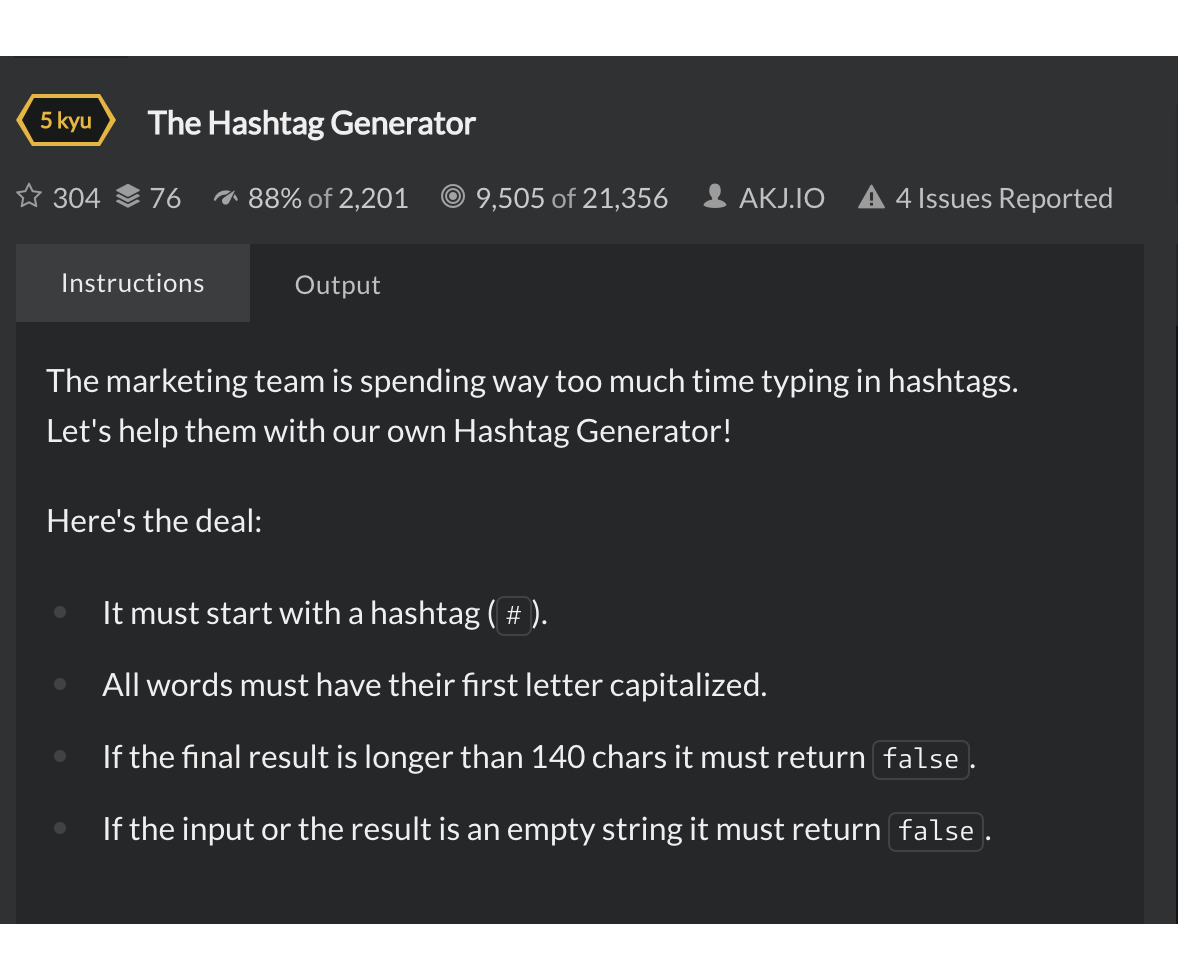 5 kyu The Hashtag Generator
304 76 88% of 2,201 9,505 of 21,356 AKJ.IO 4 Issues Reported
Instructions Output
The marketing team is spending way too much time typing in hashtags.
Let's help them with our own Hashtag Generator!
Here's the deal:
It must start with a hashtag (#).
All words must have their first letter capitalized.
If the final result is longer than 140 chars it must return false.
If the input or the result is an empty string it must return false.